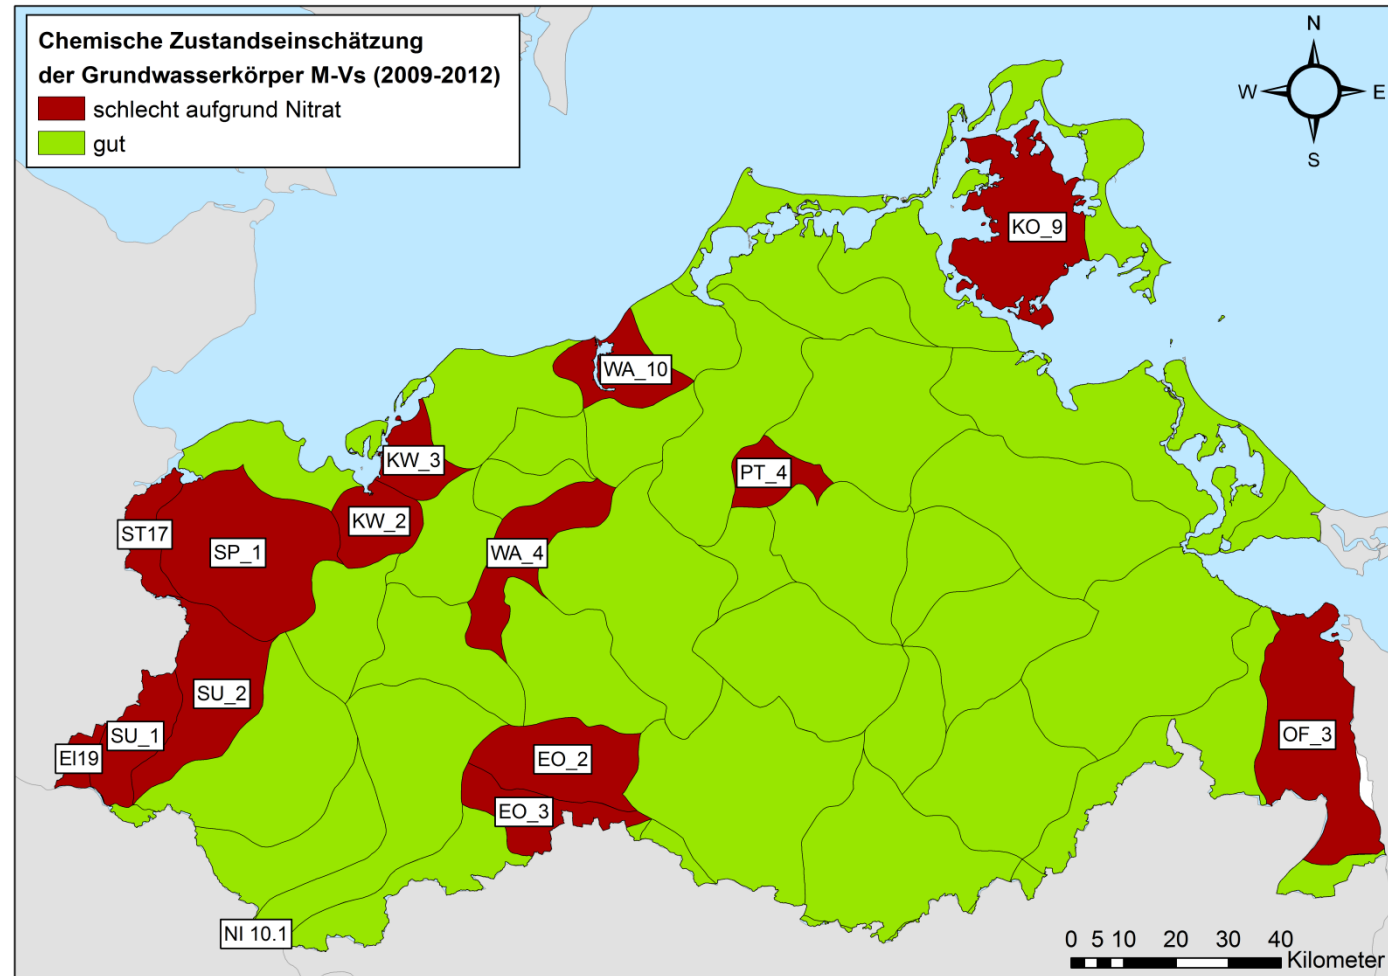 Chemische Zustandseinschätzung
der Grundwasserkörper M-Vs (2009-2012)
schlecht aufgrund Nitrat
gut
N
W
E
S
KO_9
WA_10
KW_3
PT_4
KW_2
ST17
SP_1
WA_4
SU_2
SU_1
EI19
OF_3
EO_2
EO_3
NI 10.1
0 5 10 20 30 40
Kilometer